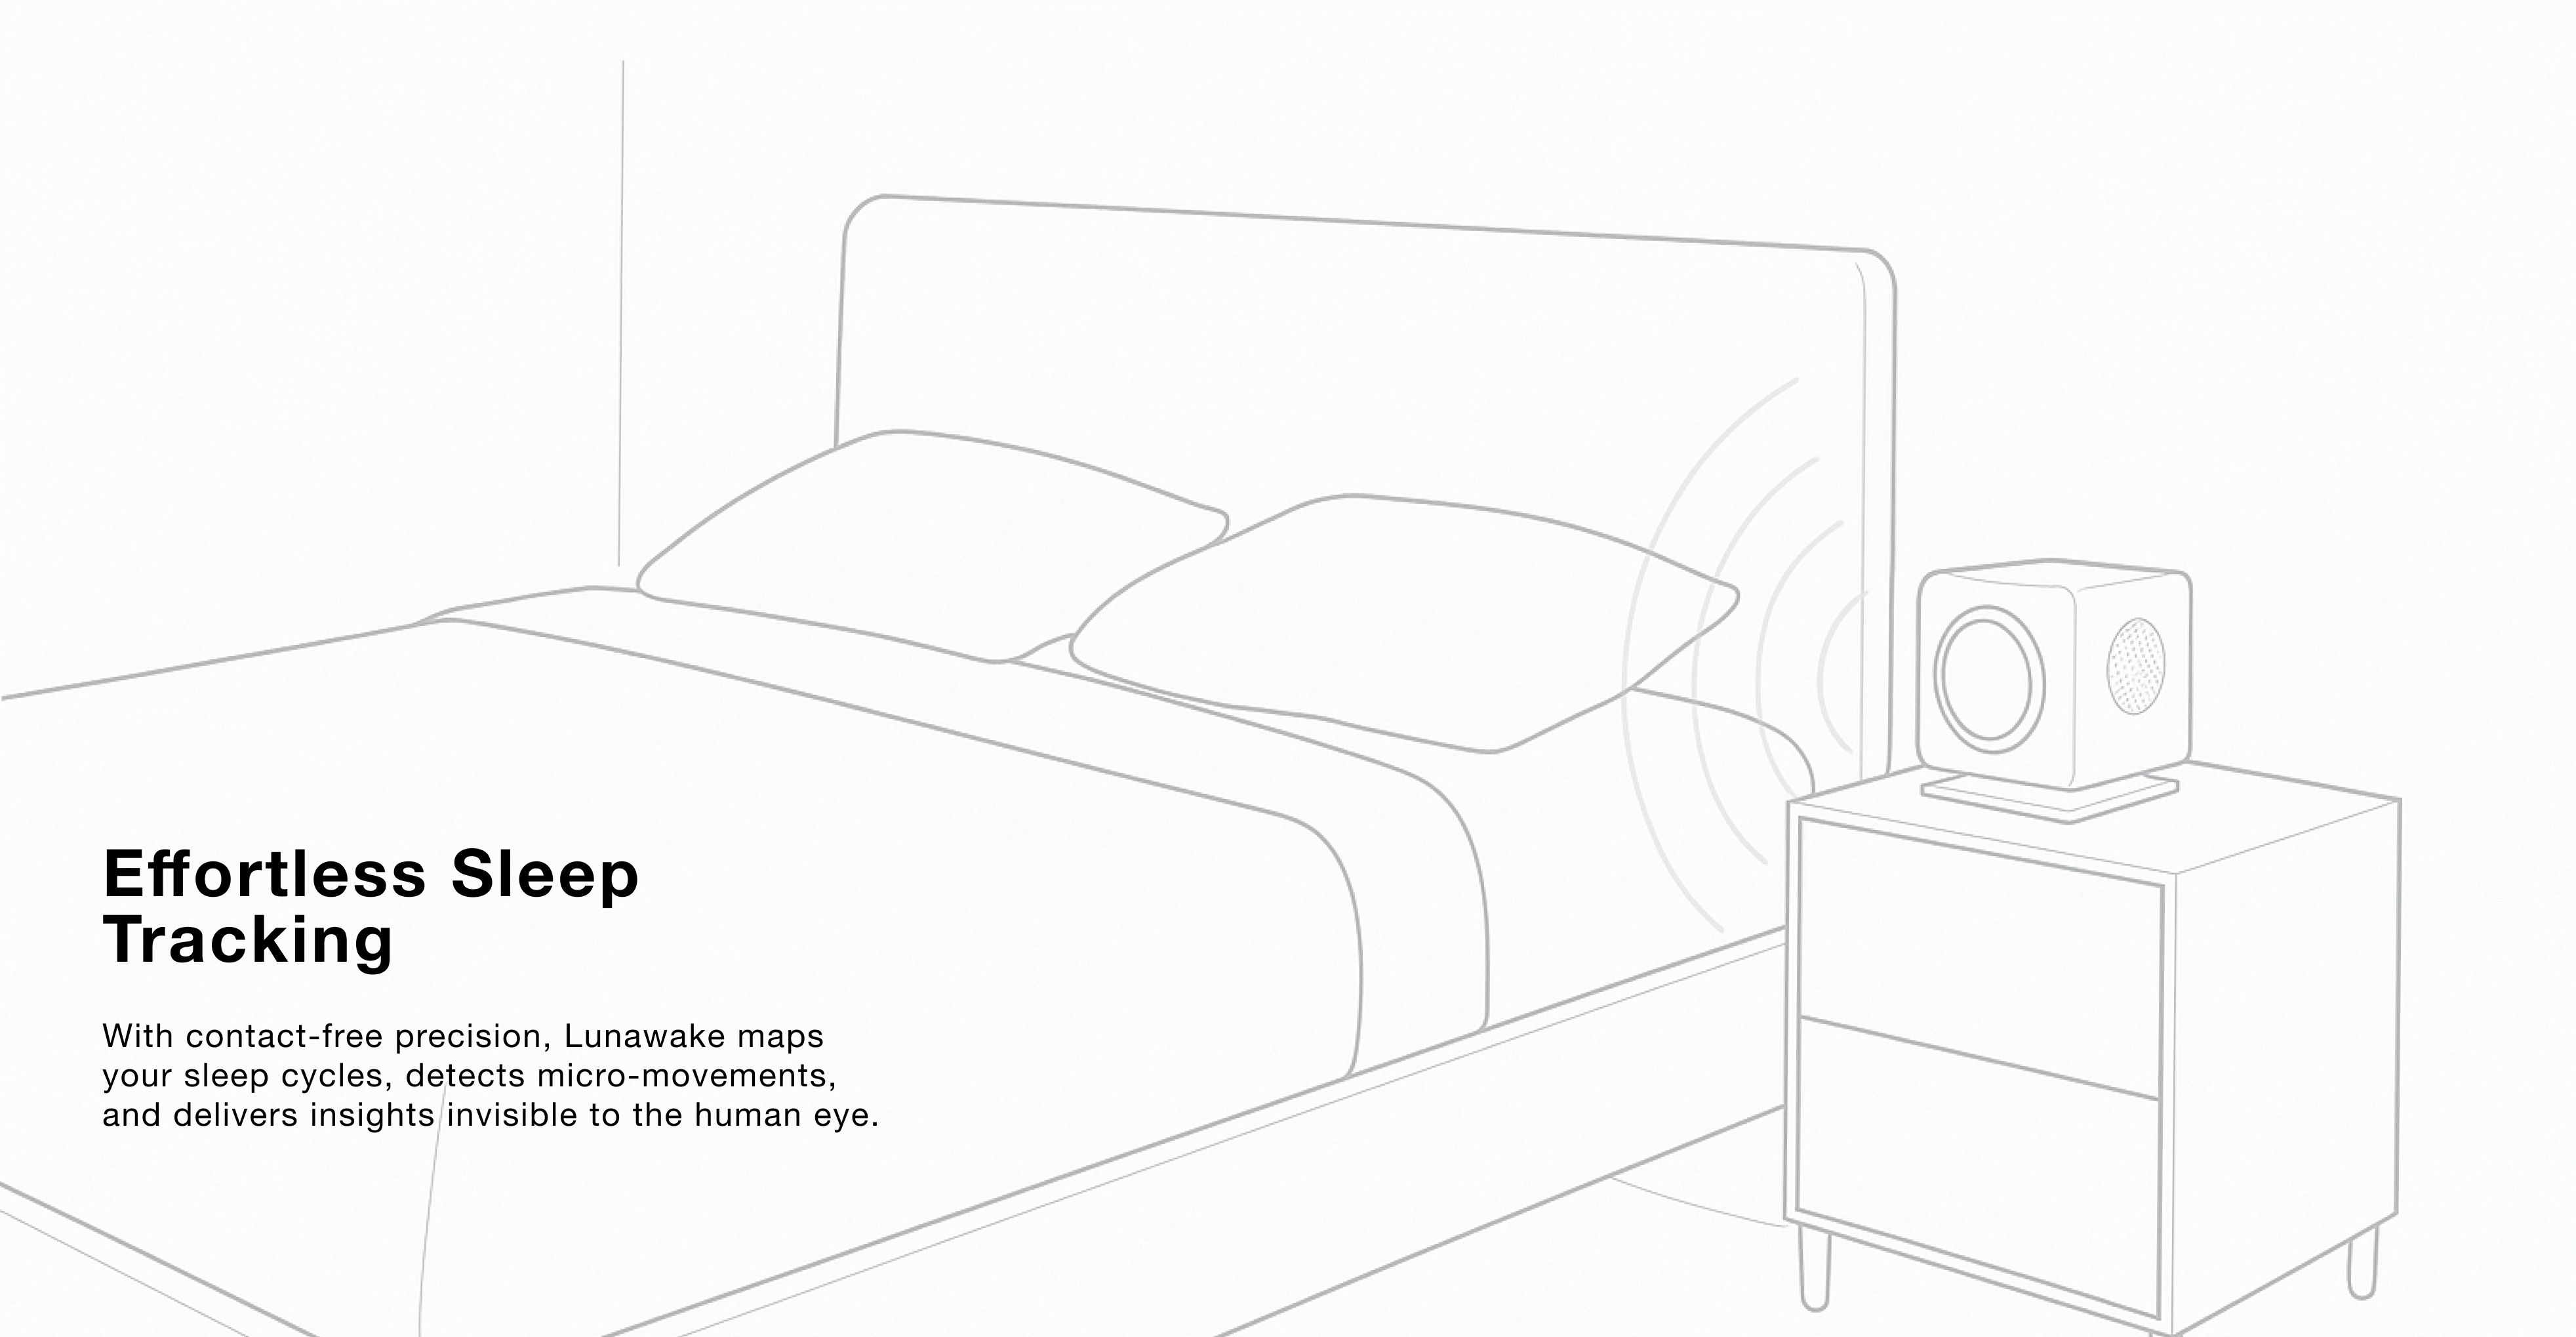 Effortless Sleep
Tracking
With contact-free precision, Lunawake maps
your sleep cycles, detects micro-movements,
and delivers insights invisible to the human eye.